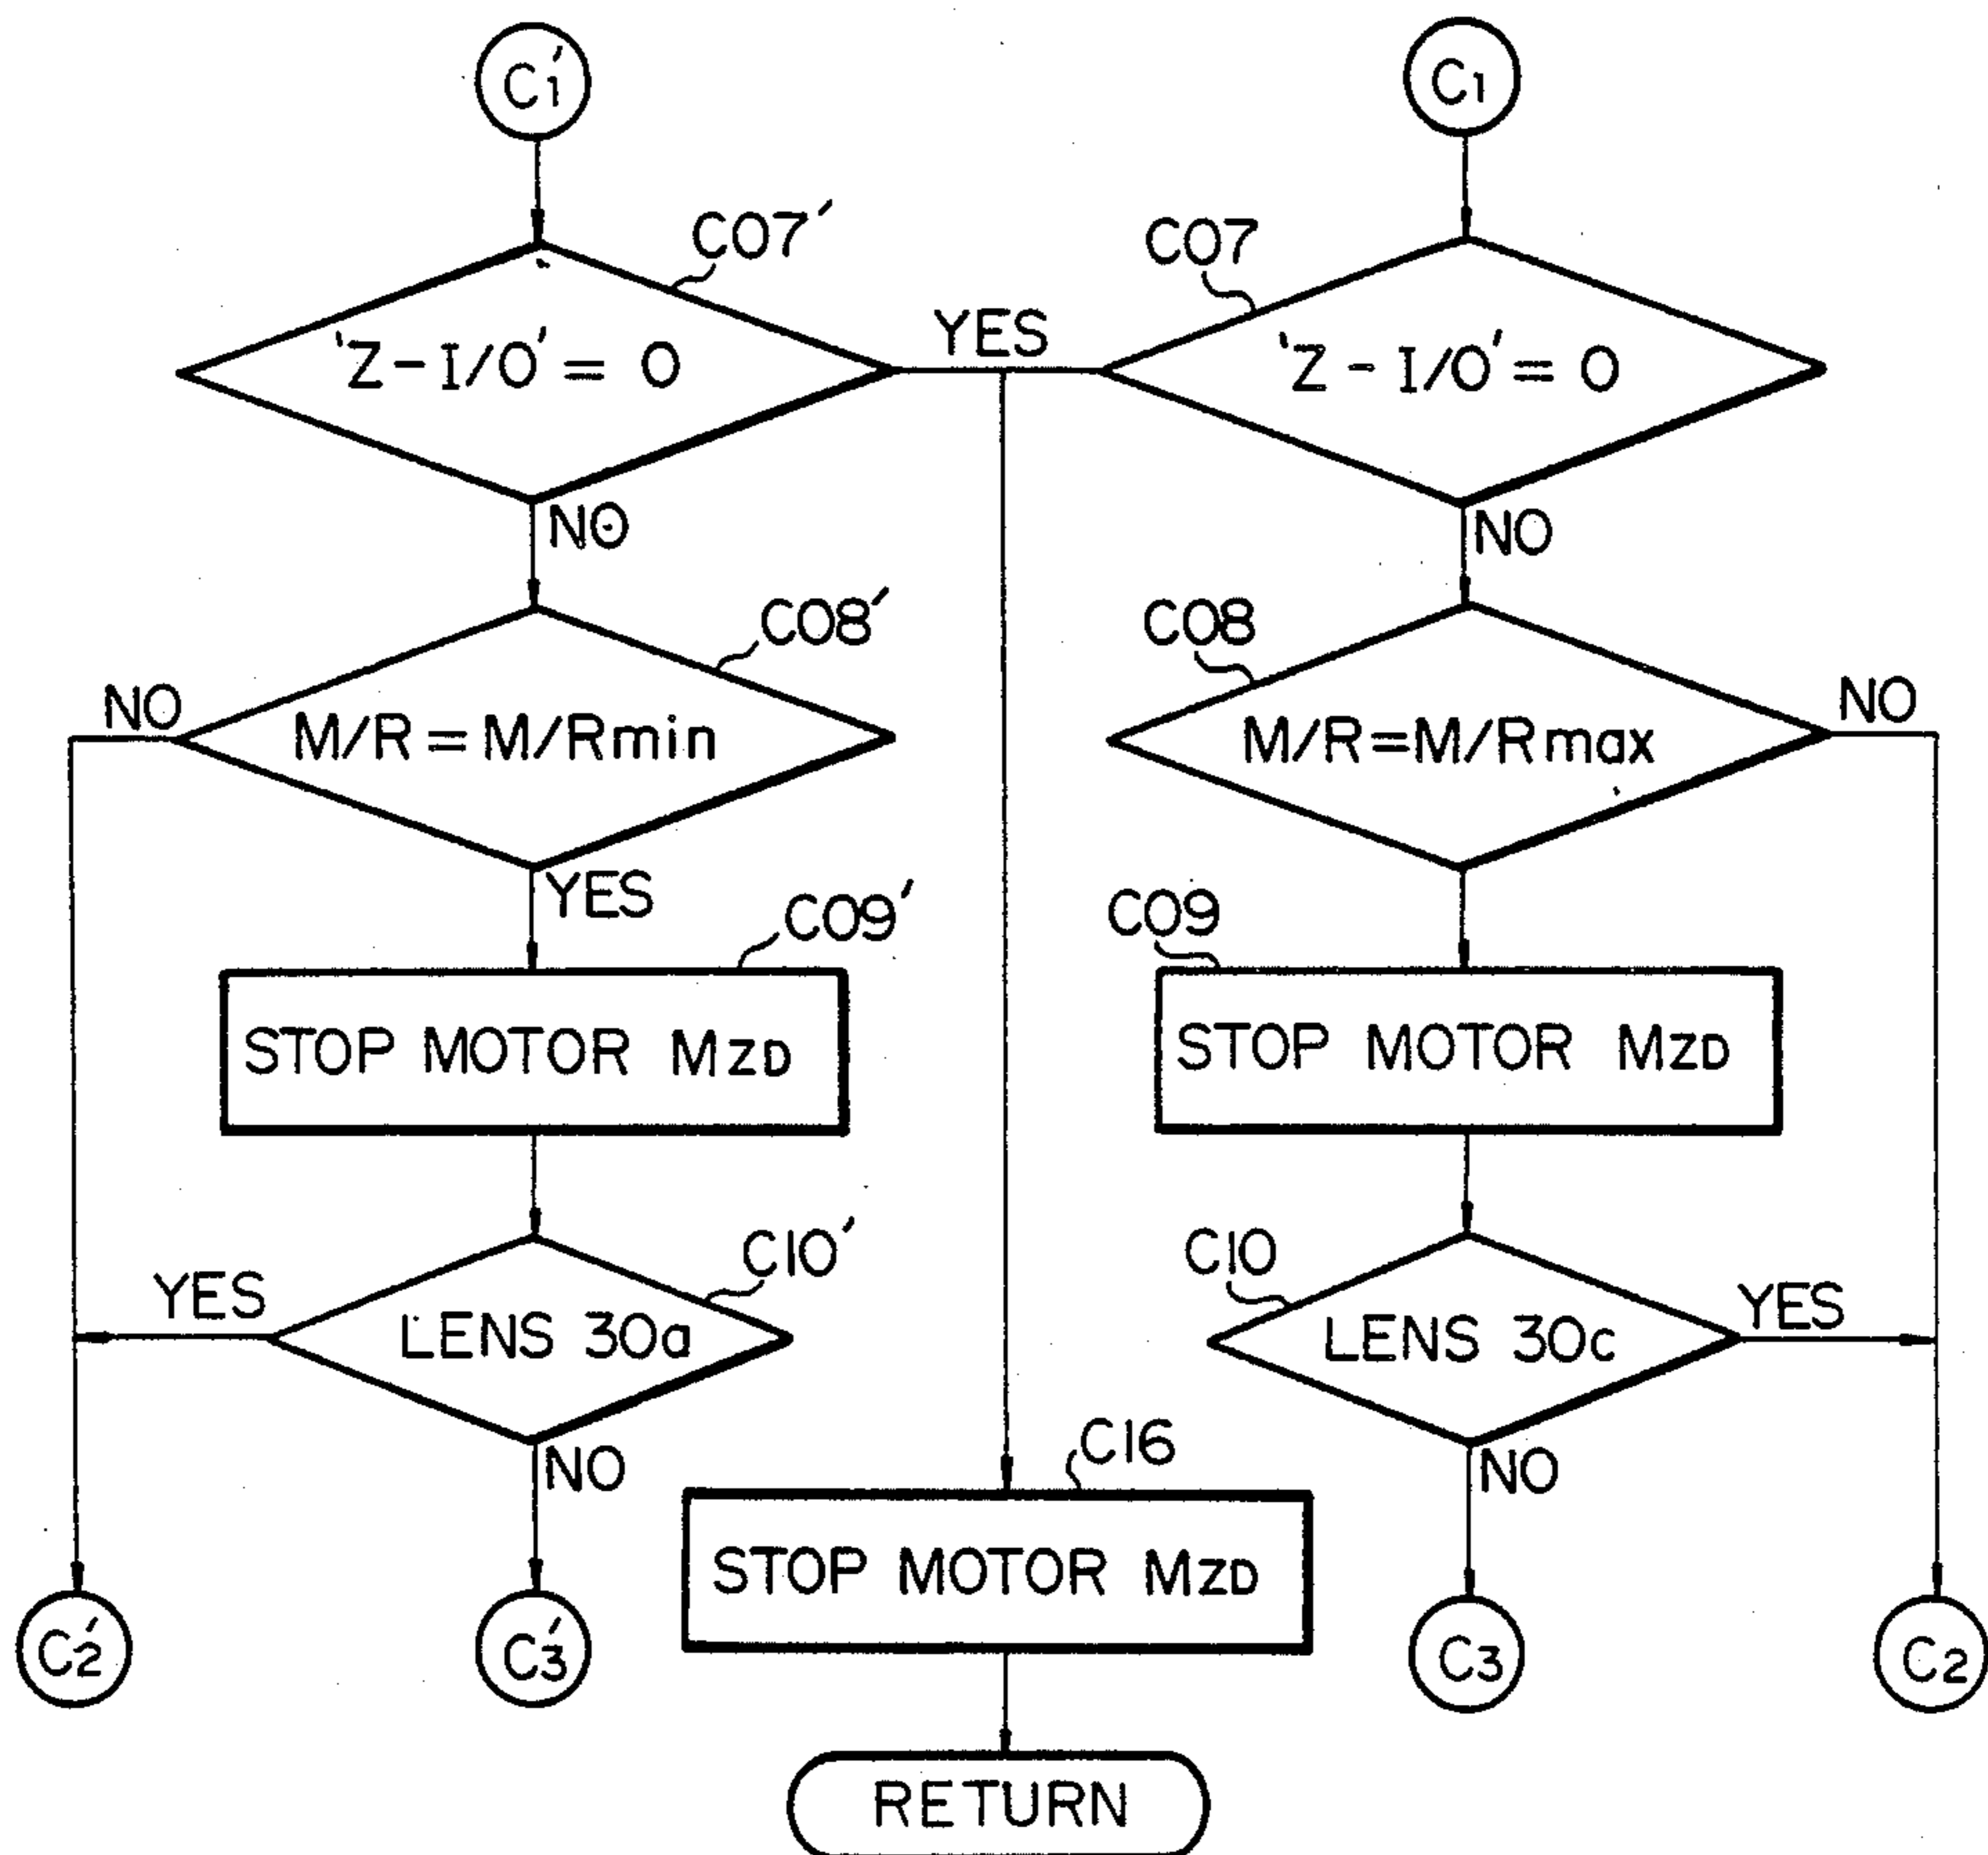 C1'
C1
C07'
C07
'Z-I/O' = 0
YES
'Z-I/O' = 0
NO
NO
C08'
C08
NO
M/R = M/Rmin
M/R=M/Rmax
NO
YES
C09'
C09
STOP MOTOR MZD
STOP MOTOR MZD
C10'
C10
YES
LENS 30a
LENS 30c
YES
NO
C16
NO
STOP MOTOR MZD
C2'
C3'
C3
C2
RETURN